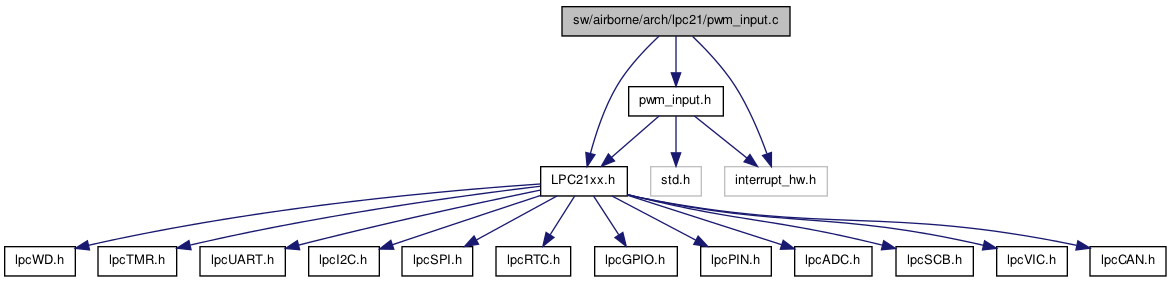 sw/airborne/arch/lpc21/pwm_input.c
pwm_input.h
LPC21xx.h
std.h
interrupt_hw.h
lpcWD.h
lpcTMR.h
lpcUART.h
lpcI2C.h
lpcSPI.h
lpcRTC.h
lpcGPIO.h
lpcPIN.h
lpcADC.h
lpcSCB.h
lpcVIC.h
lpcCAN.h